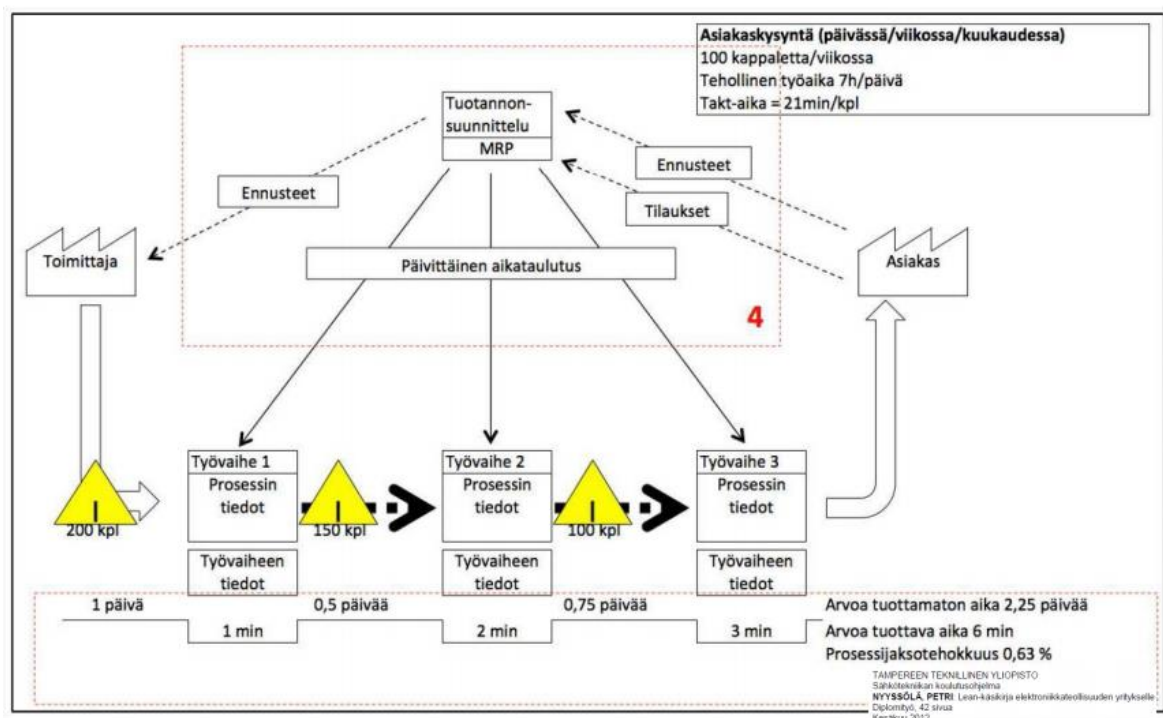 Asiakaskysyntä (päivässä/viikossa/kuukaudessa)
100 kappaletta/viikossa
Tehollinen työaika 7h/päivä
Takt-aika = 21min/kpl
Tuotannon-
suunnittelu
MRP
Ennusteet
Ennusteet
Tilaukset
Toimittaja
Päivittäinen aikataulutus
Asiakas
4
Työvaihe 1
Prosessin
tiedot
Työvaihe 2
Prosessin
tiedot
Työvaihe 3
Prosessin
tiedot
I
200 kpl
I
150 kpl
I
100 kpl
Työvaiheen
tiedot
Työvaiheen
tiedot
Työvaiheen
tiedot
1 päivä
0,5 päivää
0,75 päivää
Arvoa tuottamaton aika 2,25 päivää
1 min
2 min
3 min
Arvoa tuottava aika 6 min
Prosessijaksotehokkuus 0,63 %
TAMPEREEN TEKNILLINEN YLIOPISTO
Sähkötekniikan koulutusohjelma
NYYSSÖLÄ, PETRI: Lean-käsikirja elektroniikkateollisuuden yritykselle
Diplomityö, 42 sivua
2012